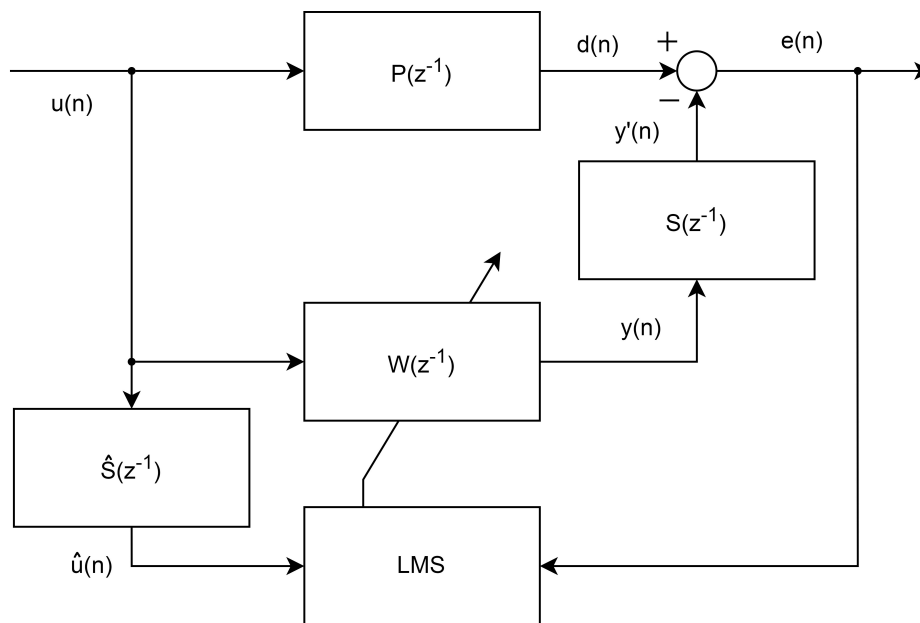 d(n)
e(n)
P(z⁻¹)
+
u(n)
−
y'(n)
S(z⁻¹)
y(n)
W(z⁻¹)
Ŝ(z⁻¹)
û(n)
LMS